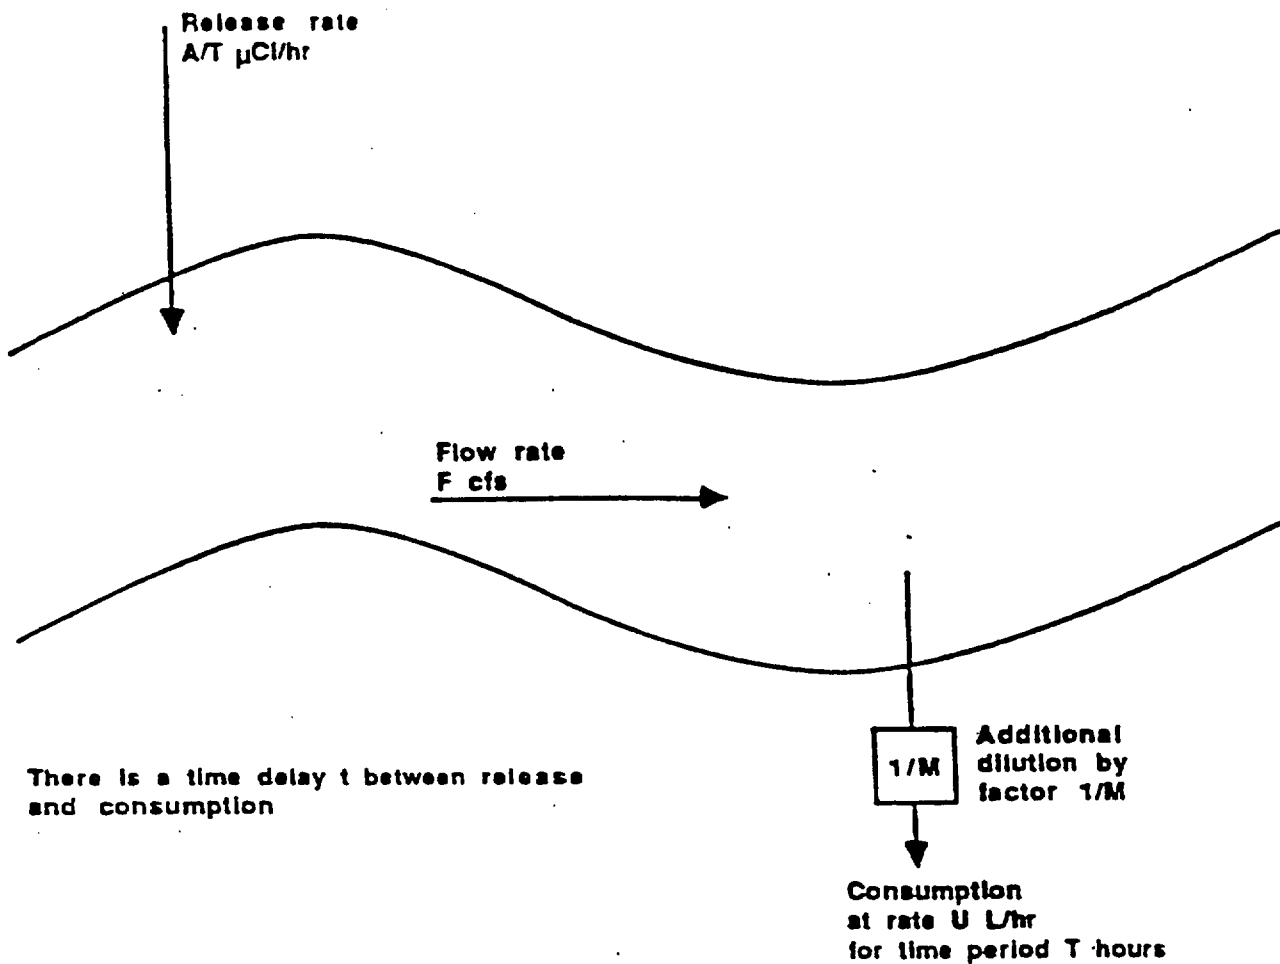 Release rate
A/T µCi/hr
Flow rate
F cfs
There is a time delay t between release
and consumption
1/M
Additional
dilution by
factor 1/M
Consumption
at rate U L/hr
for time period T hours